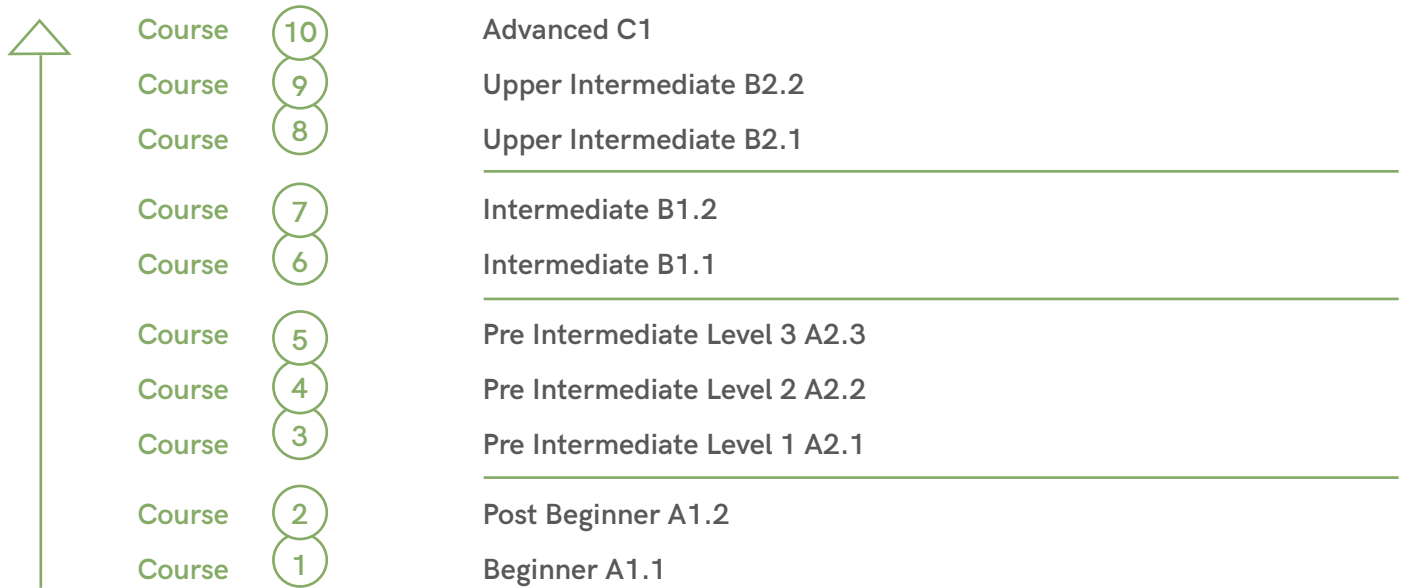 Course 10 Advanced C1
Course 9 Upper Intermediate B2.2
Course 8 Upper Intermediate B2.1
Course 7 Intermediate B1.2
Course 6 Intermediate B1.1
Course 5 Pre Intermediate Level 3 A2.3
Course 4 Pre Intermediate Level 2 A2.2
Course 3 Pre Intermediate Level 1 A2.1
Course 2 Post Beginner A1.2
Course 1 Beginner A1.1